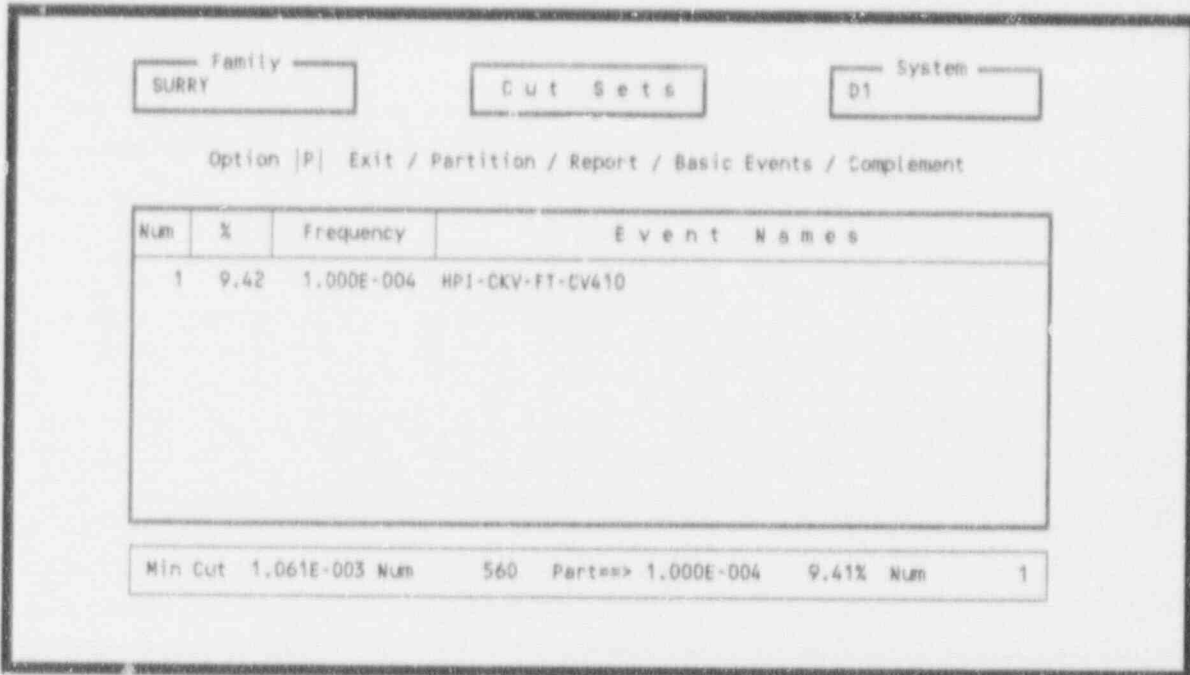 Family
SURRY
Cut Sets
System
D1
Option |P| Exit / Partition / Report / Basic Events / Complement
Num % Frequency Event Names
1 9.42 1.000E-004 HPI-CKV-FT-CV410
Min Cut 1.061E-003 Num 560 Part==> 1.000E-004 9.41% Num 1